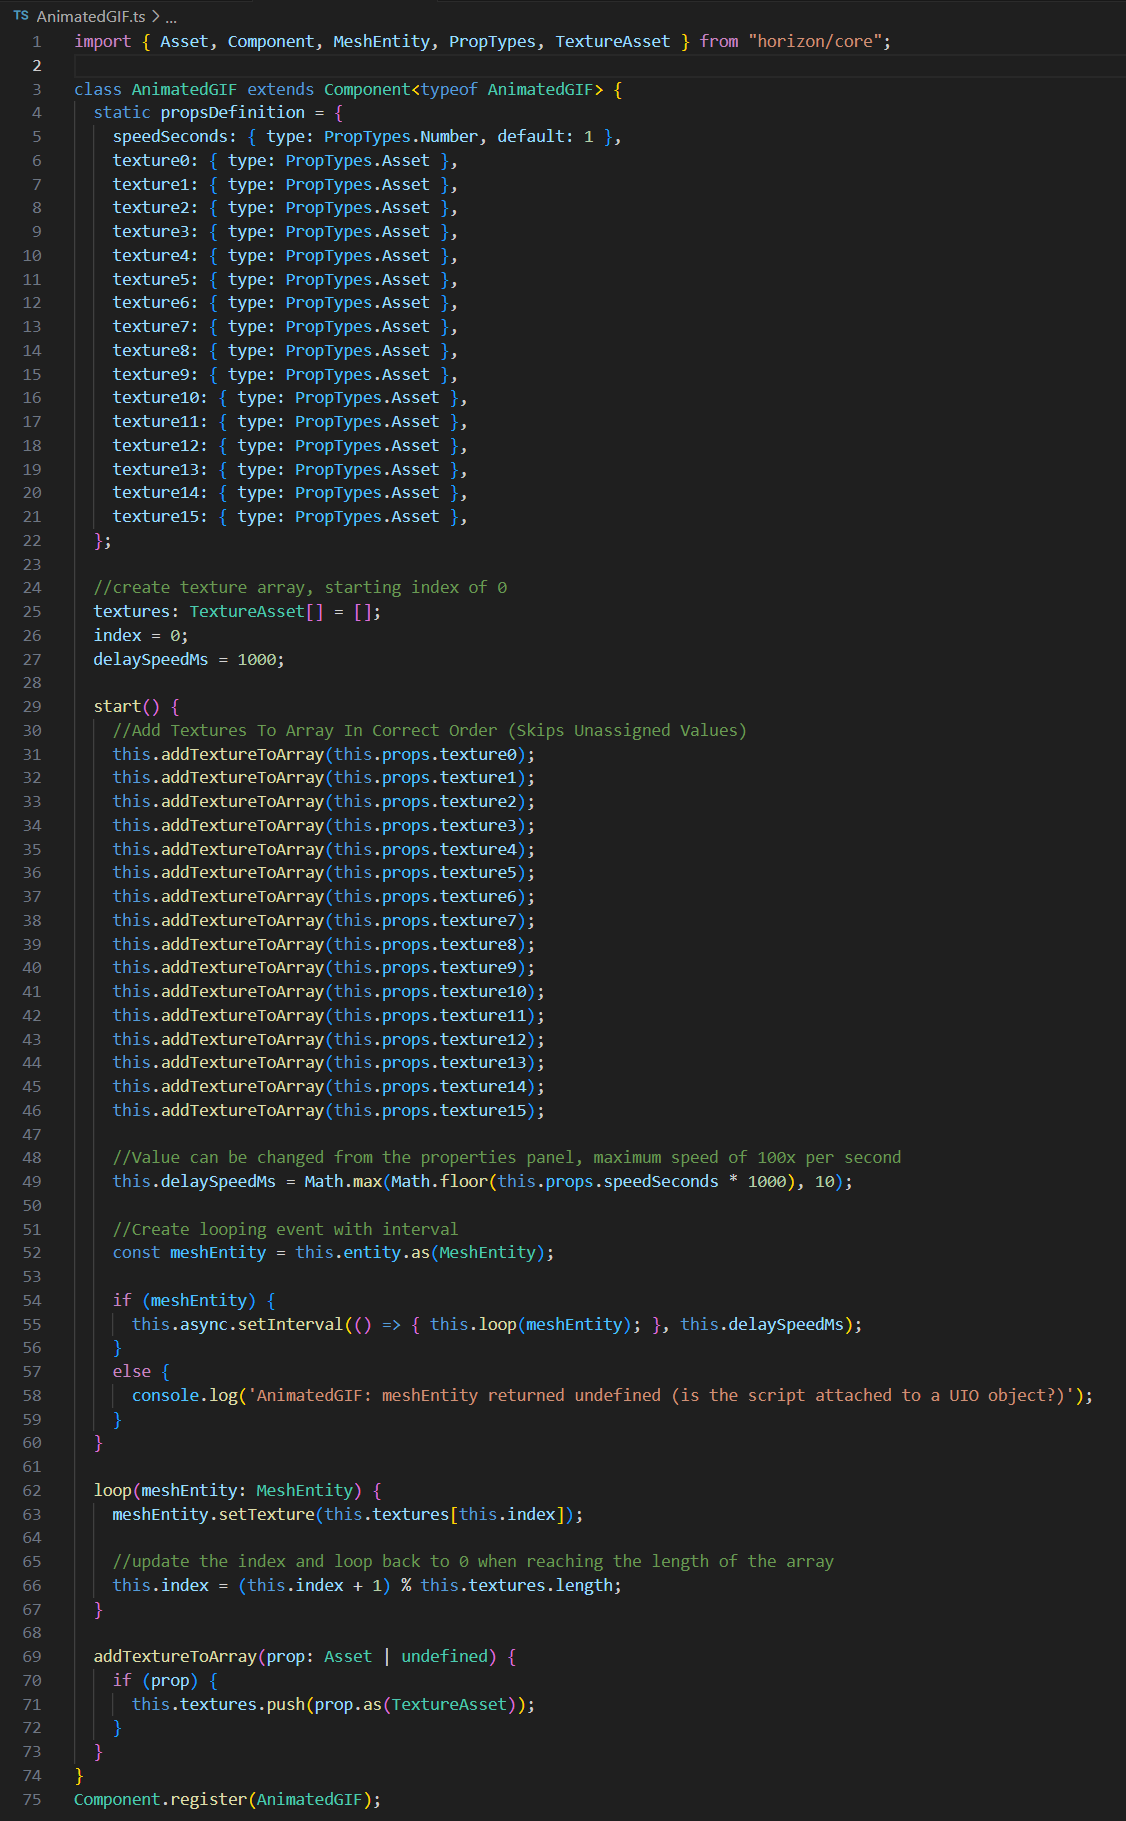 TS AnimatedGIF.ts > ...
1 import { Asset, Component, MeshEntity, PropTypes, TextureAsset } from "horizon/core";
2
3 class AnimatedGIF extends Component<typeof AnimatedGIF> {
4 static propsDefinition = {
5 speedSeconds: { type: PropTypes.Number, default: 1 },
6 texture0: { type: PropTypes.Asset },
7 texture1: { type: PropTypes.Asset },
8 texture2: { type: PropTypes.Asset },
9 texture3: { type: PropTypes.Asset },
10 texture4: { type: PropTypes.Asset },
11 texture5: { type: PropTypes.Asset },
12 texture6: { type: PropTypes.Asset },
13 texture7: { type: PropTypes.Asset },
14 texture8: { type: PropTypes.Asset },
15 texture9: { type: PropTypes.Asset },
16 texture10: { type: PropTypes.Asset },
17 texture11: { type: PropTypes.Asset },
18 texture12: { type: PropTypes.Asset },
19 texture13: { type: PropTypes.Asset },
20 texture14: { type: PropTypes.Asset },
21 texture15: { type: PropTypes.Asset },
22 };
23
24 //create texture array, starting index of 0
25 textures: TextureAsset[] = [];
26 index = 0;
27 delaySpeedMs = 1000;
28
29 start() {
30 //Add Textures To Array In Correct Order (Skips Unassigned Values)
31 this.addTextureToArray(this.props.texture0);
32 this.addTextureToArray(this.props.texture1);
33 this.addTextureToArray(this.props.texture2);
34 this.addTextureToArray(this.props.texture3);
35 this.addTextureToArray(this.props.texture4);
36 this.addTextureToArray(this.props.texture5);
37 this.addTextureToArray(this.props.texture6);
38 this.addTextureToArray(this.props.texture7);
39 this.addTextureToArray(this.props.texture8);
40 this.addTextureToArray(this.props.texture9);
41 this.addTextureToArray(this.props.texture10);
42 this.addTextureToArray(this.props.texture11);
43 this.addTextureToArray(this.props.texture12);
44 this.addTextureToArray(this.props.texture13);
45 this.addTextureToArray(this.props.texture14);
46 this.addTextureToArray(this.props.texture15);
47
48 //Value can be changed from the properties panel, maximum speed of 100x per second
49 this.delaySpeedMs = Math.max(Math.floor(this.props.speedSeconds * 1000), 10);
50
51 //Create looping event with interval
52 const meshEntity = this.entity.as(MeshEntity);
53
54 if (meshEntity) {
55 this.async.setInterval(() => { this.loop(meshEntity); }, this.delaySpeedMs);
56 }
57 else {
58 console.log('AnimatedGIF: meshEntity returned undefined (is the script attached to a UIO object?)');
59 }
60 }
61
62 loop(meshEntity: MeshEntity) {
63 meshEntity.setTexture(this.textures[this.index]);
64
65 //update the index and loop back to 0 when reaching the length of the array
66 this.index = (this.index + 1) % this.textures.length;
67 }
68
69 addTextureToArray(prop: Asset | undefined) {
70 if (prop) {
71 this.textures.push(prop.as(TextureAsset));
72 }
73 }
74 }
75 Component.register(AnimatedGIF);